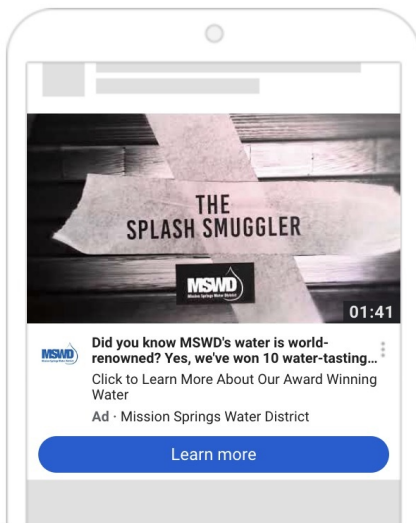 THE
SPLASH SMUGGLER
MSWD
Mission Springs Water District
01:41
MSWD
Did you know MSWD's water is world-
renowned? Yes, we've won 10 water-tasting...
Click to Learn More About Our Award Winning
Water
Ad · Mission Springs Water District
Learn more